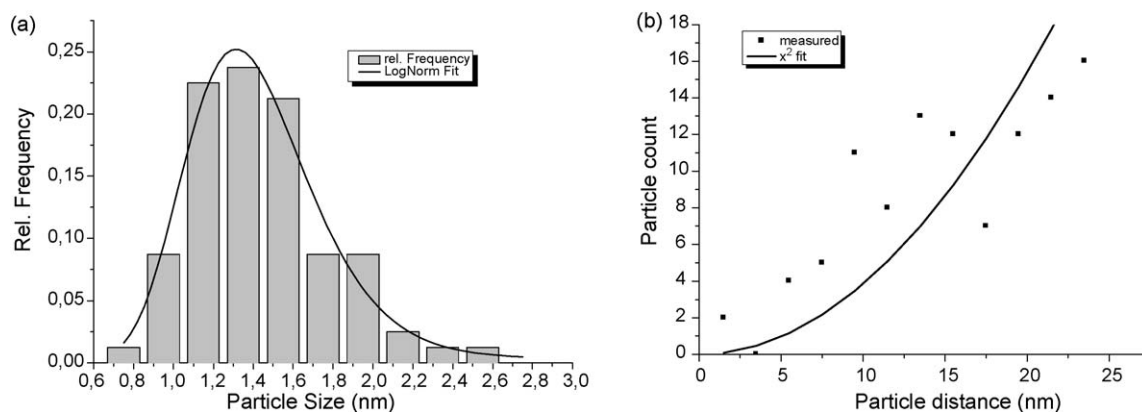 (a)
0,25
0,20
0,15
0,10
0,05
0,00
Rel. Frequency
rel. Frequency
LogNorm Fit
0,6 0,8 1,0 1,2 1,4 1,6 1,8 2,0 2,2 2,4 2,6 2,8 3,0
Particle Size (nm)
(b)
18
16
14
12
10
8
6
4
2
0
Particle count
measured
x² fit
0 5 10 15 20 25
Particle distance (nm)